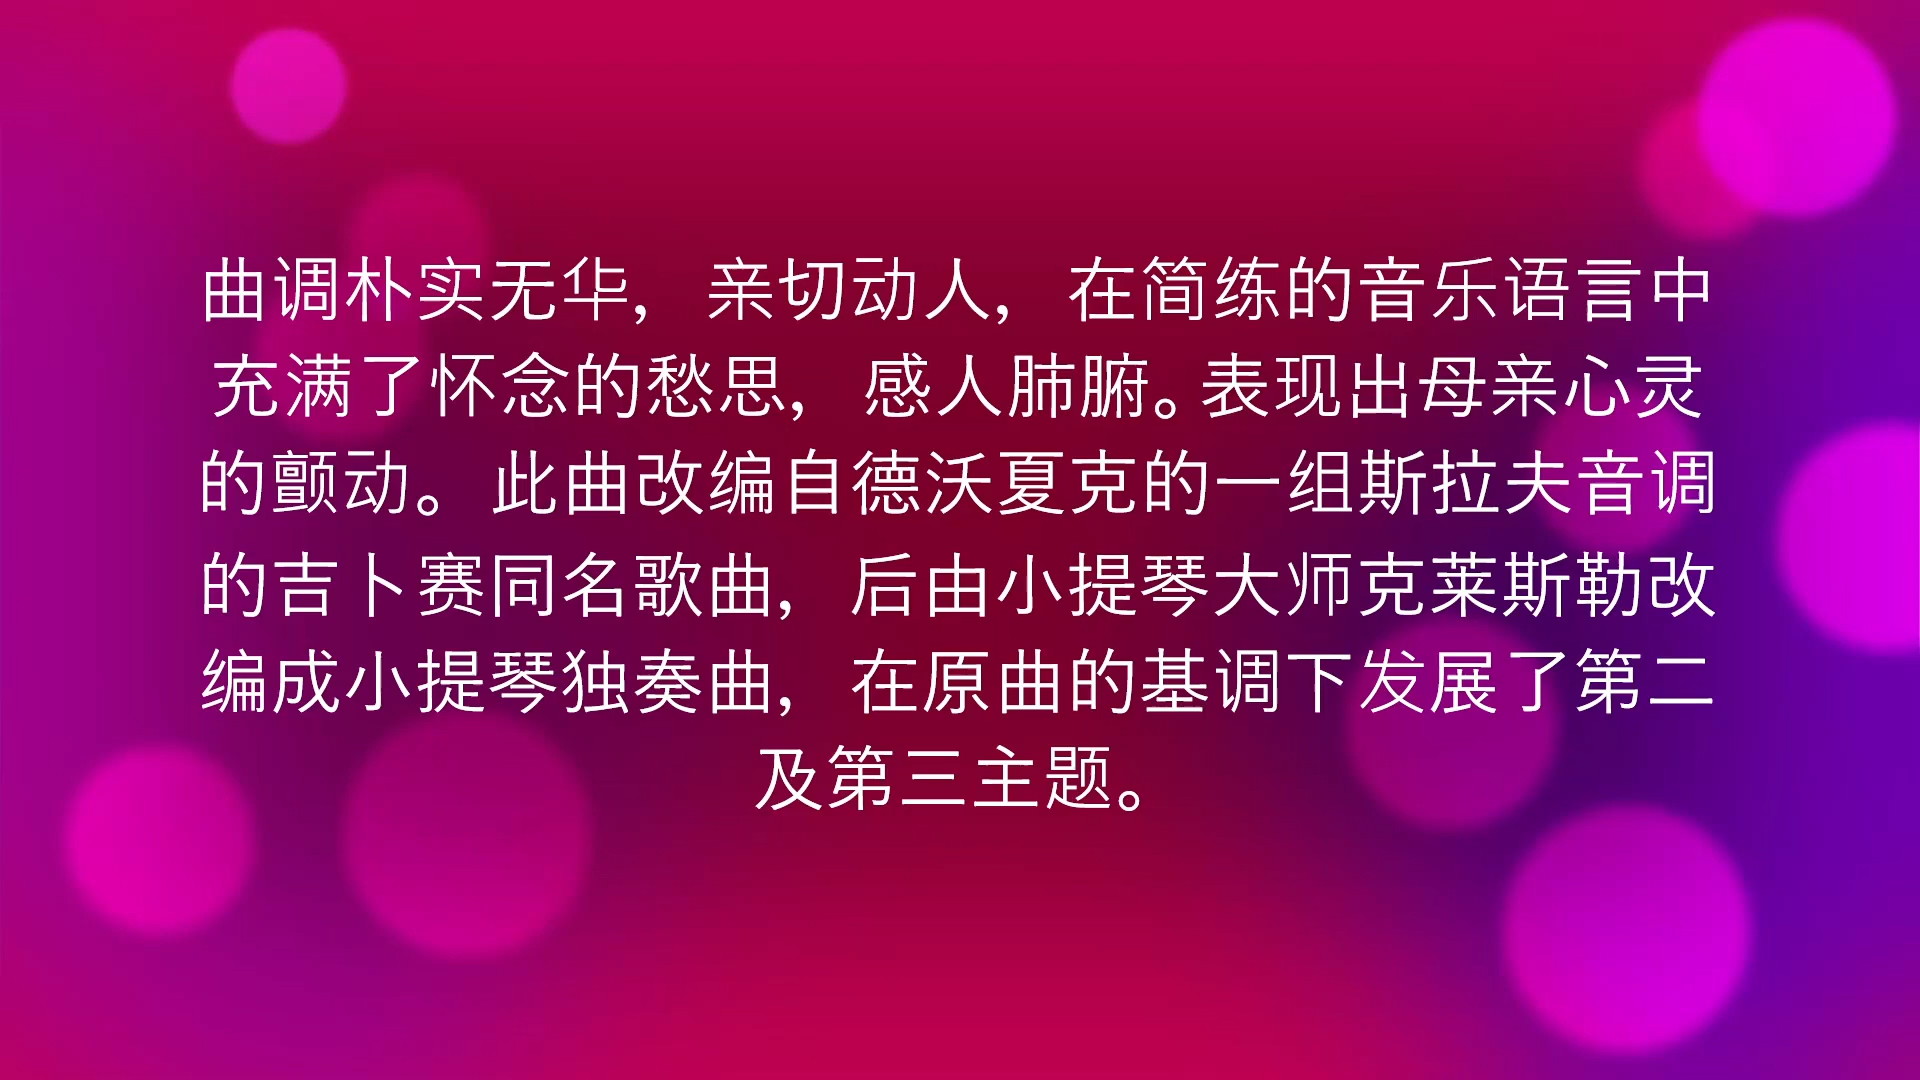 曲调朴实无华，亲切动人，在简练的音乐语言中
充满了怀念的愁思，感人肺腑。表现出母亲心灵
的颤动。此曲改编自德沃夏克的一组斯拉夫音调
的吉卜赛同名歌曲，后由小提琴大师克莱斯勒改
编成小提琴独奏曲，在原曲的基调下发展了第二
及第三主题。